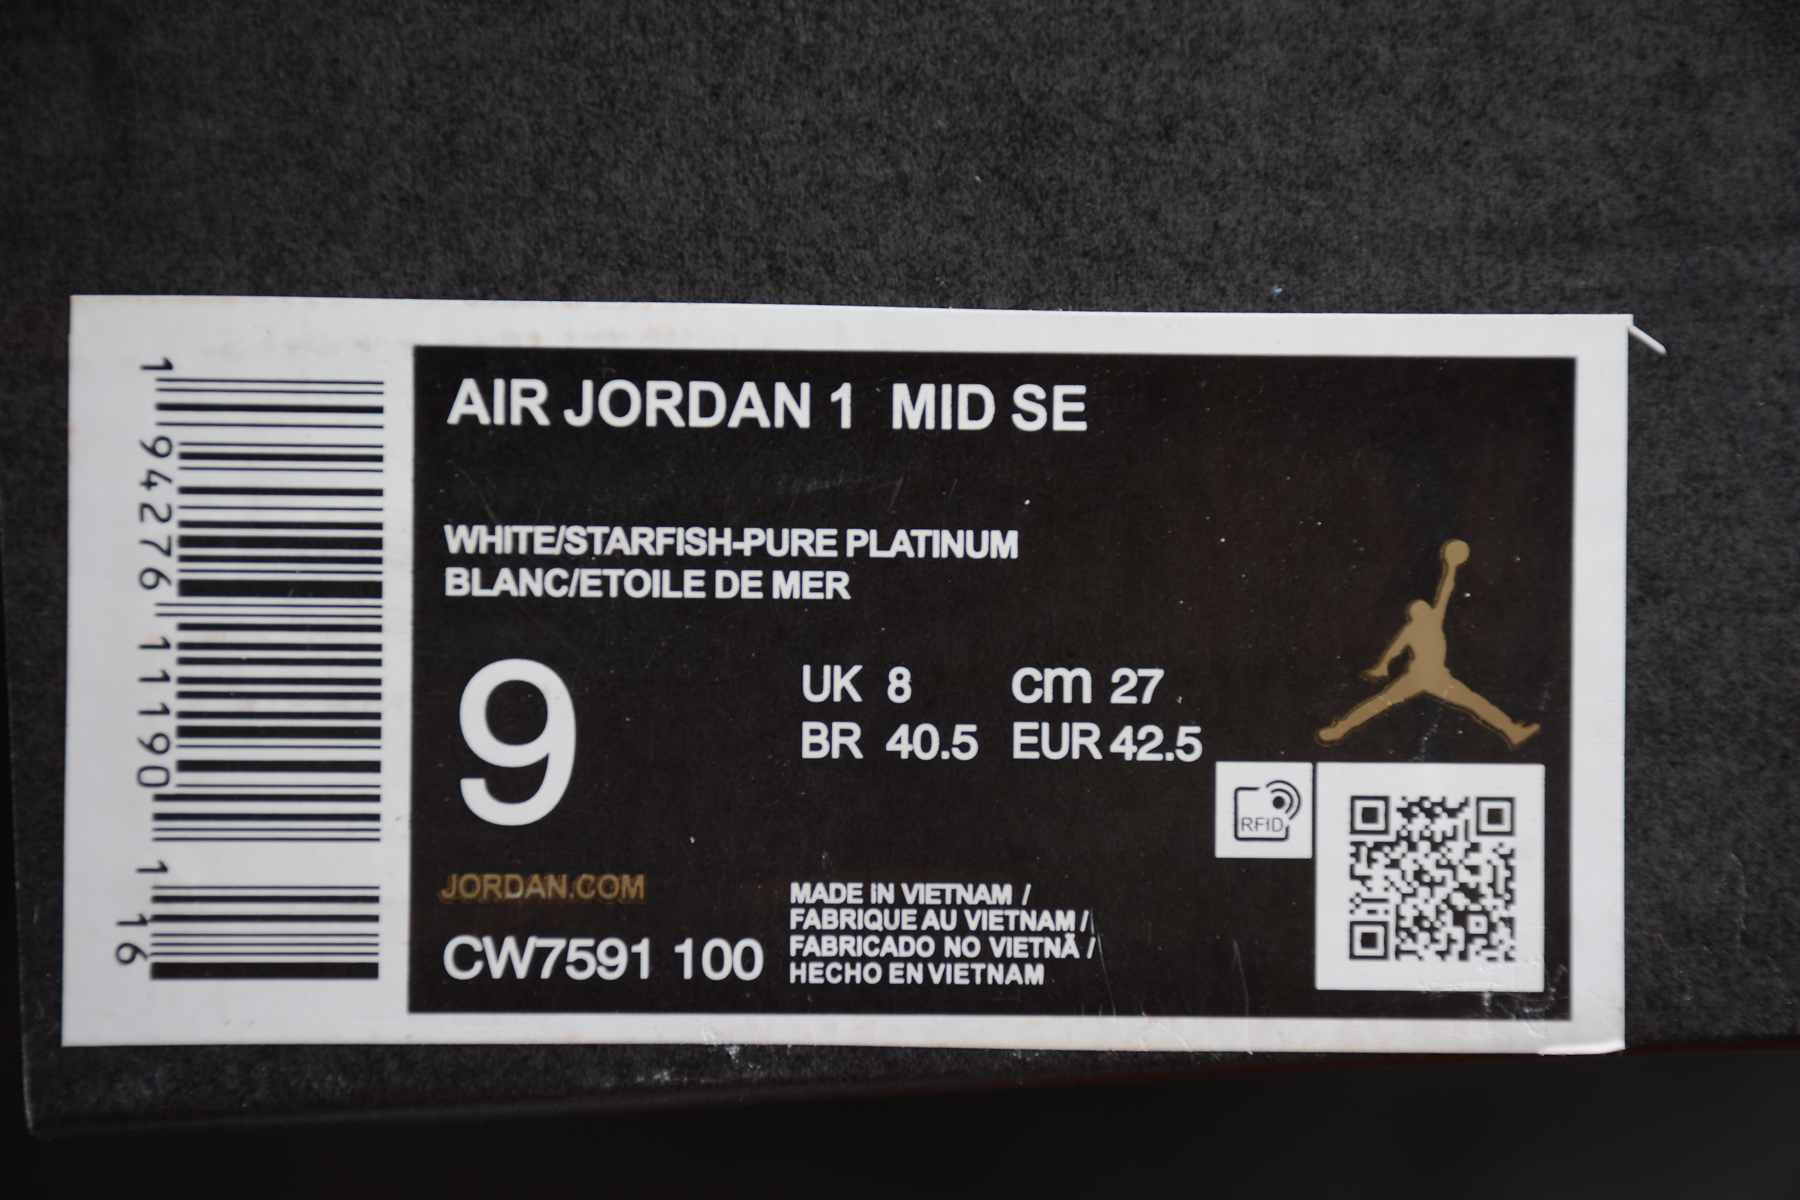 AIR JORDAN 1 MID SE
WHITE/STARFISH-PURE PLATINUM
BLANC/ETOILE DE MER
9
UK 8 cm 27
BR 40.5 EUR 42.5
RFID
JORDAN.COM
CW7591 100
MADE iN VIETNAM /
FABRIQUE AU VIETNAM /
FABRICADO NO VIETNÃ /
HECHO EN VIETNAM
1 94276 11190 1 16